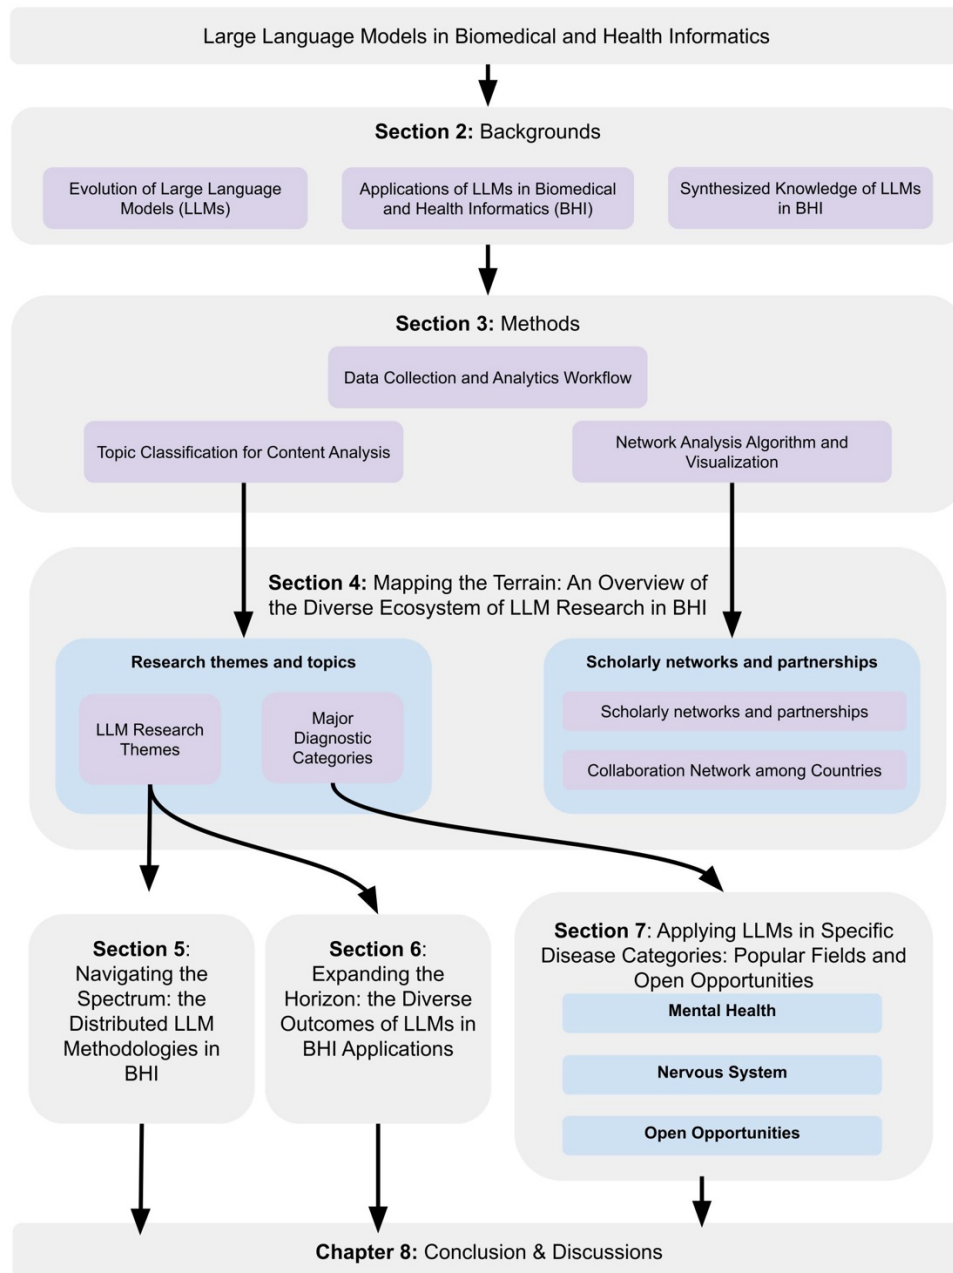 Large Language Models in Biomedical and Health Informatics
Section 2: Backgrounds
Evolution of Large Language
Models (LLMs)
Applications of LLMs in Biomedical
and Health Informatics (BHI)
Synthesized Knowledge of LLMs
in BHI
Section 3: Methods
Data Collection and Analytics Workflow
Topic Classification for Content Analysis
Network Analysis Algorithm and
Visualization
Section 4: Mapping the Terrain: An Overview of
the Diverse Ecosystem of LLM Research in BHI
Research themes and topics
LLM Research
Themes
Major
Diagnostic
Categories
Scholarly networks and partnerships
Scholarly networks and partnerships
Collaboration Network among Countries
Section 5:
Navigating the
Spectrum: the
Distributed LLM
Methodologies in
BHI
Section 6:
Expanding the
Horizon: the Diverse
Outcomes of LLMs in
BHI Applications
Section 7: Applying LLMs in Specific
Disease Categories: Popular Fields and
Open Opportunities
Mental Health
Nervous System
Open Opportunities
Chapter 8: Conclusion & Discussions